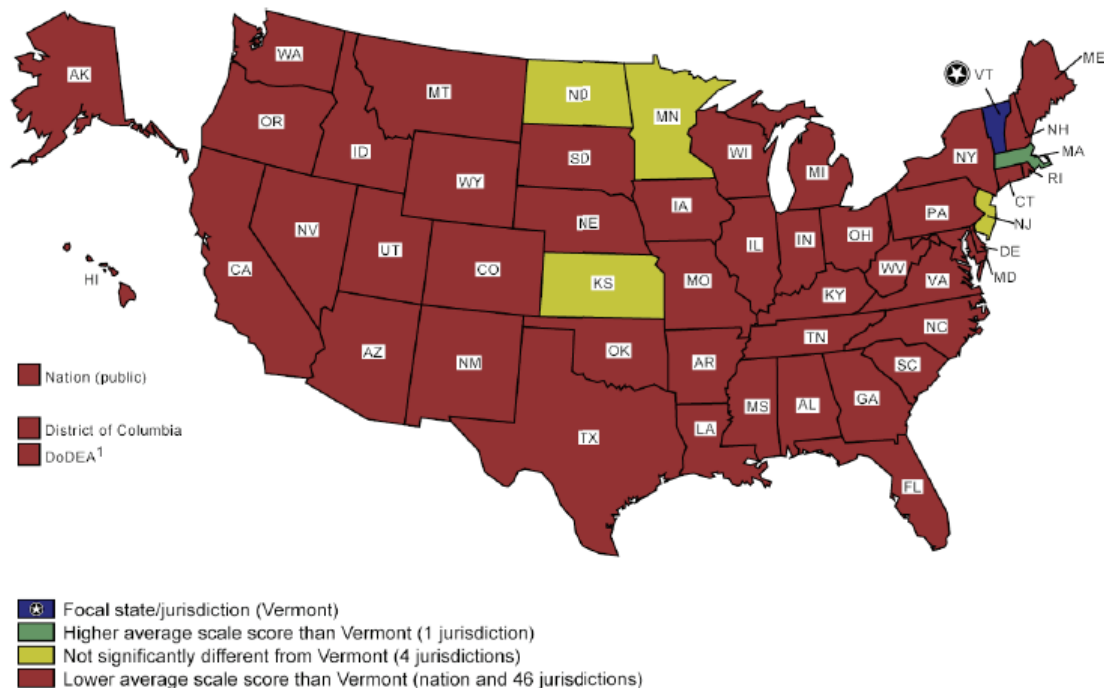 WA
AK
MT
ND
MN
VT
ME
OR
ID
SD
WI
MI
NY
NH
MA
RI
CT
WY
IA
PA
NJ
NE
NV
UT
CA
CO
IL
IN
OH
WV
DE
MD
VA
HI
KS
MO
KY
NC
TN
AZ
NM
OK
AR
SC
MS
AL
GA
LA
TX
FL
Nation (public)
District of Columbia
DoDEA1
Focal state/jurisdiction (Vermont)
Higher average scale score than Vermont (1 jurisdiction)
Not significantly different from Vermont (4 jurisdictions)
Lower average scale score than Vermont (nation and 46 jurisdictions)